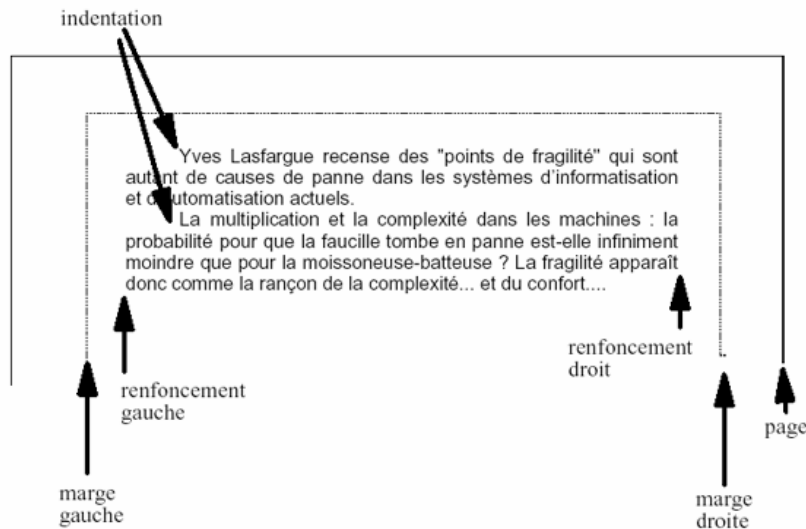 indentation
Yves Lasfargue recense des "points de fragilité" qui sont
autant de causes de panne dans les systèmes d'informatisation
et d'automatisation actuels.
La multiplication et la complexité dans les machines : la
probabilité pour que la faucille tombe en panne est-elle infiniment
moindre que pour la moissoneuse-batteuse ? La fragilité apparaît
donc comme la rançon de la complexité... et du confort....
renfoncement
droit
renfoncement
gauche
page
marge
gauche
marge
droite